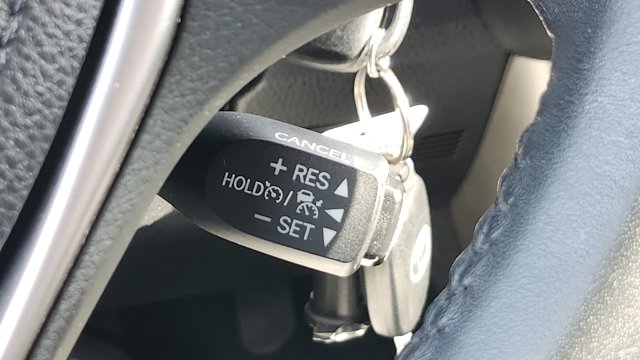 CANCEL
+ RES
HOLD /
− SET